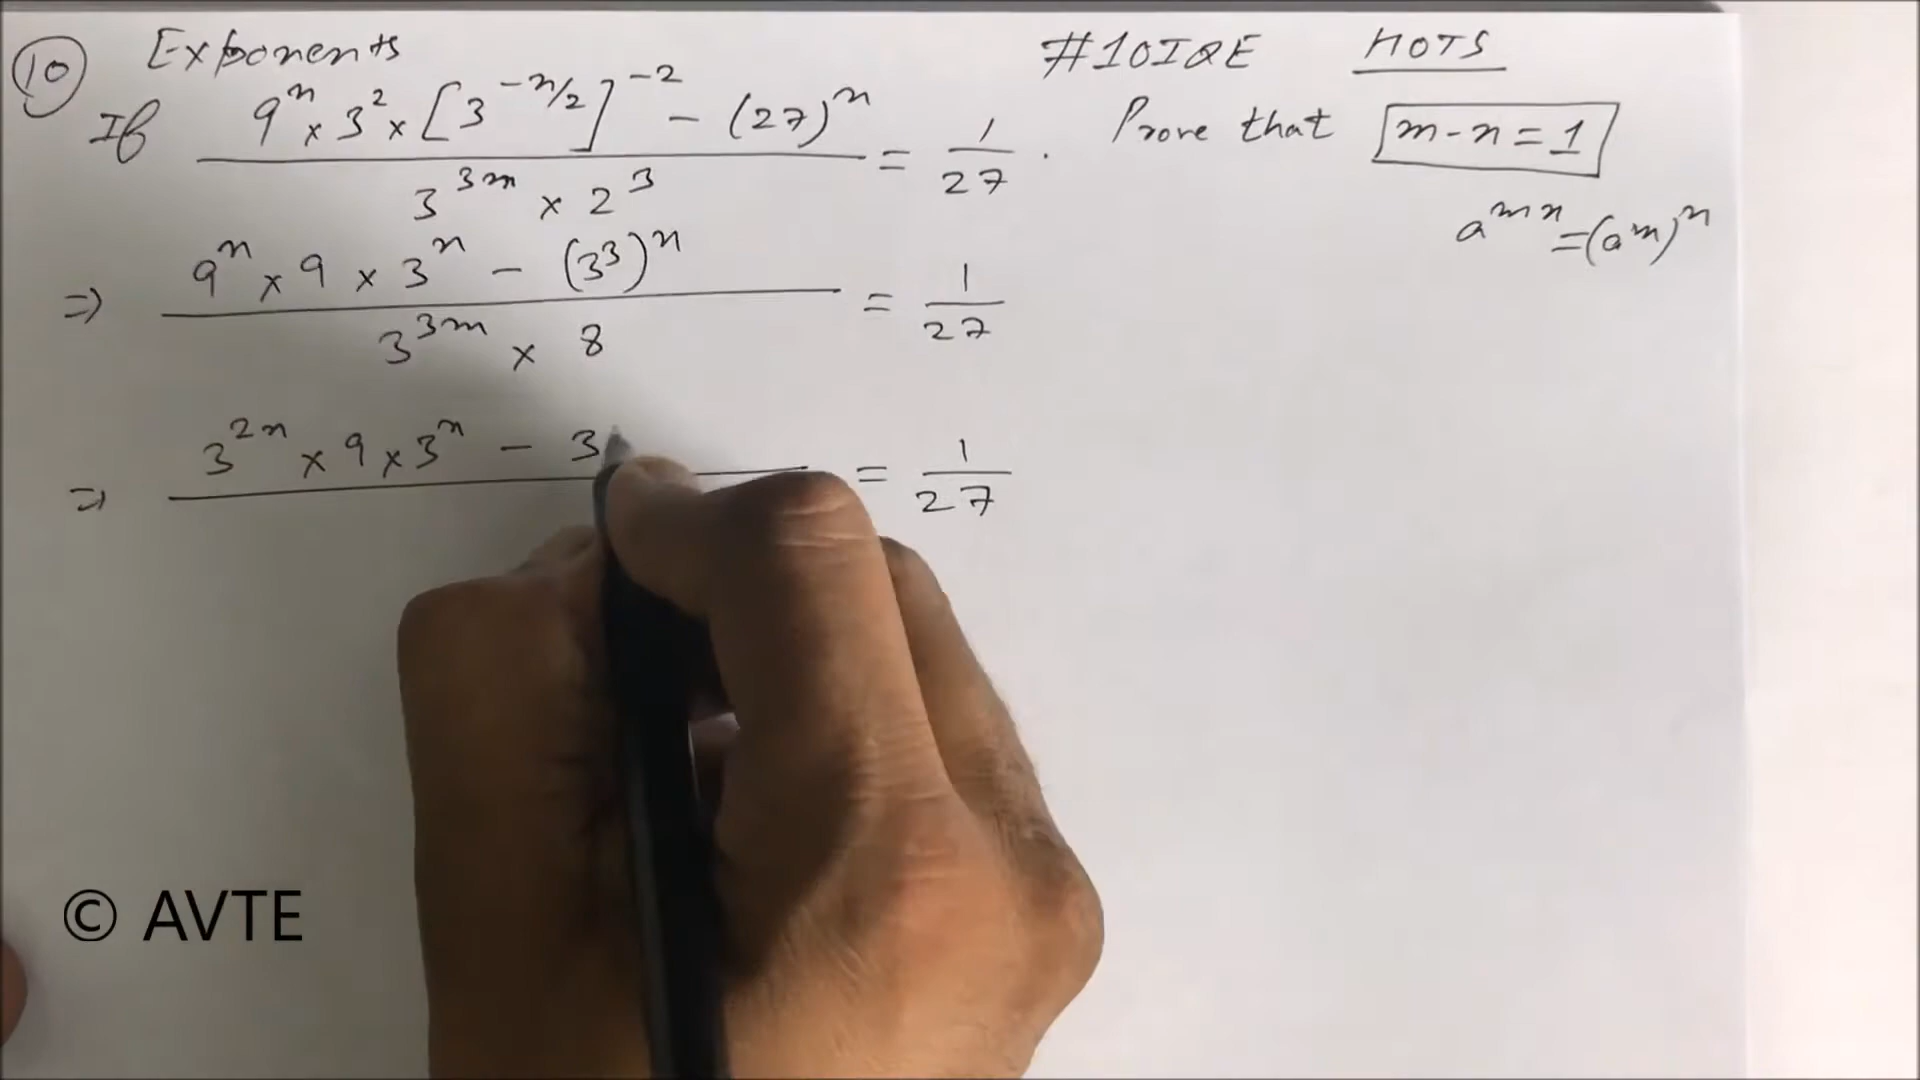 10 Exponents #10IQE HOTS
If (9^n × 3^2 × [3^(-n/2)]^(-2) - (27)^n) / (3^(3m) × 2^3) = 1/27 . Prove that m-n=1
a^(mn) = (a^m)^n
=> (9^n × 9 × 3^n - (3^3)^n) / (3^(3m) × 8) = 1/27
=> 3^(2n) × 9 × 3^n - 3 = 1/27
© AVTE